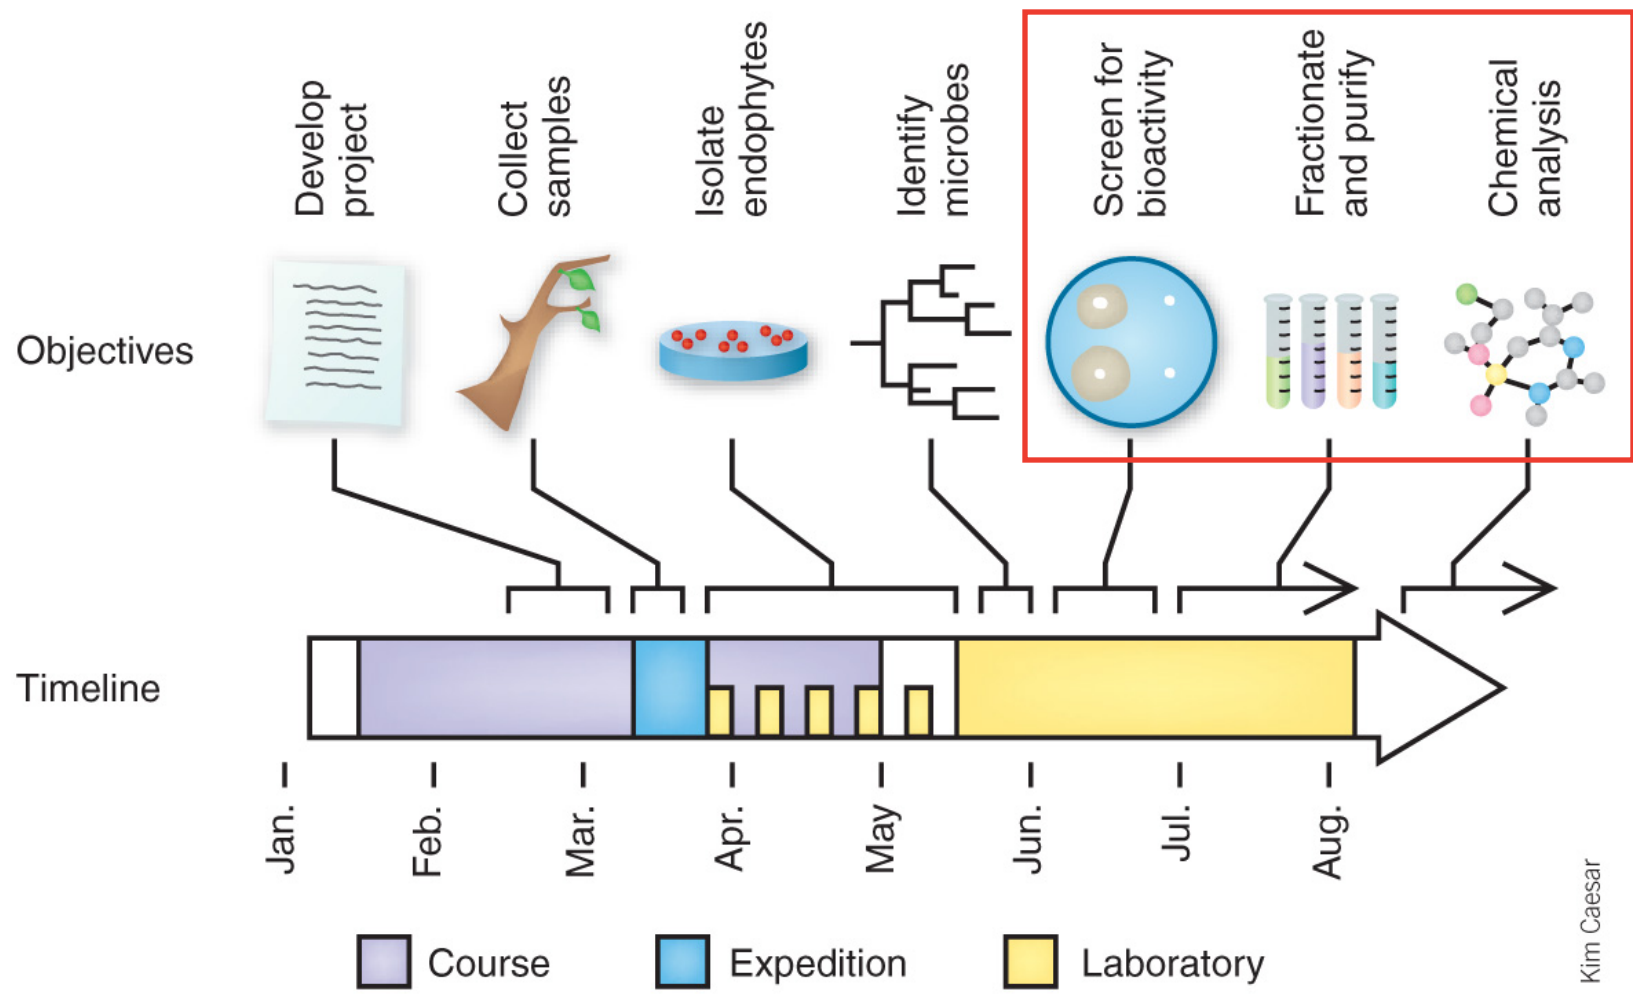 Develop
project
Collect
samples
Isolate
endophytes
Identify
microbes
Screen for
bioactivity
Fractionate
and purify
Chemical
analysis
Objectives
Timeline
Jan.
Feb.
Mar.
Apr.
May
Jun.
Jul.
Aug.
Course
Expedition
Laboratory
Kim Caesar